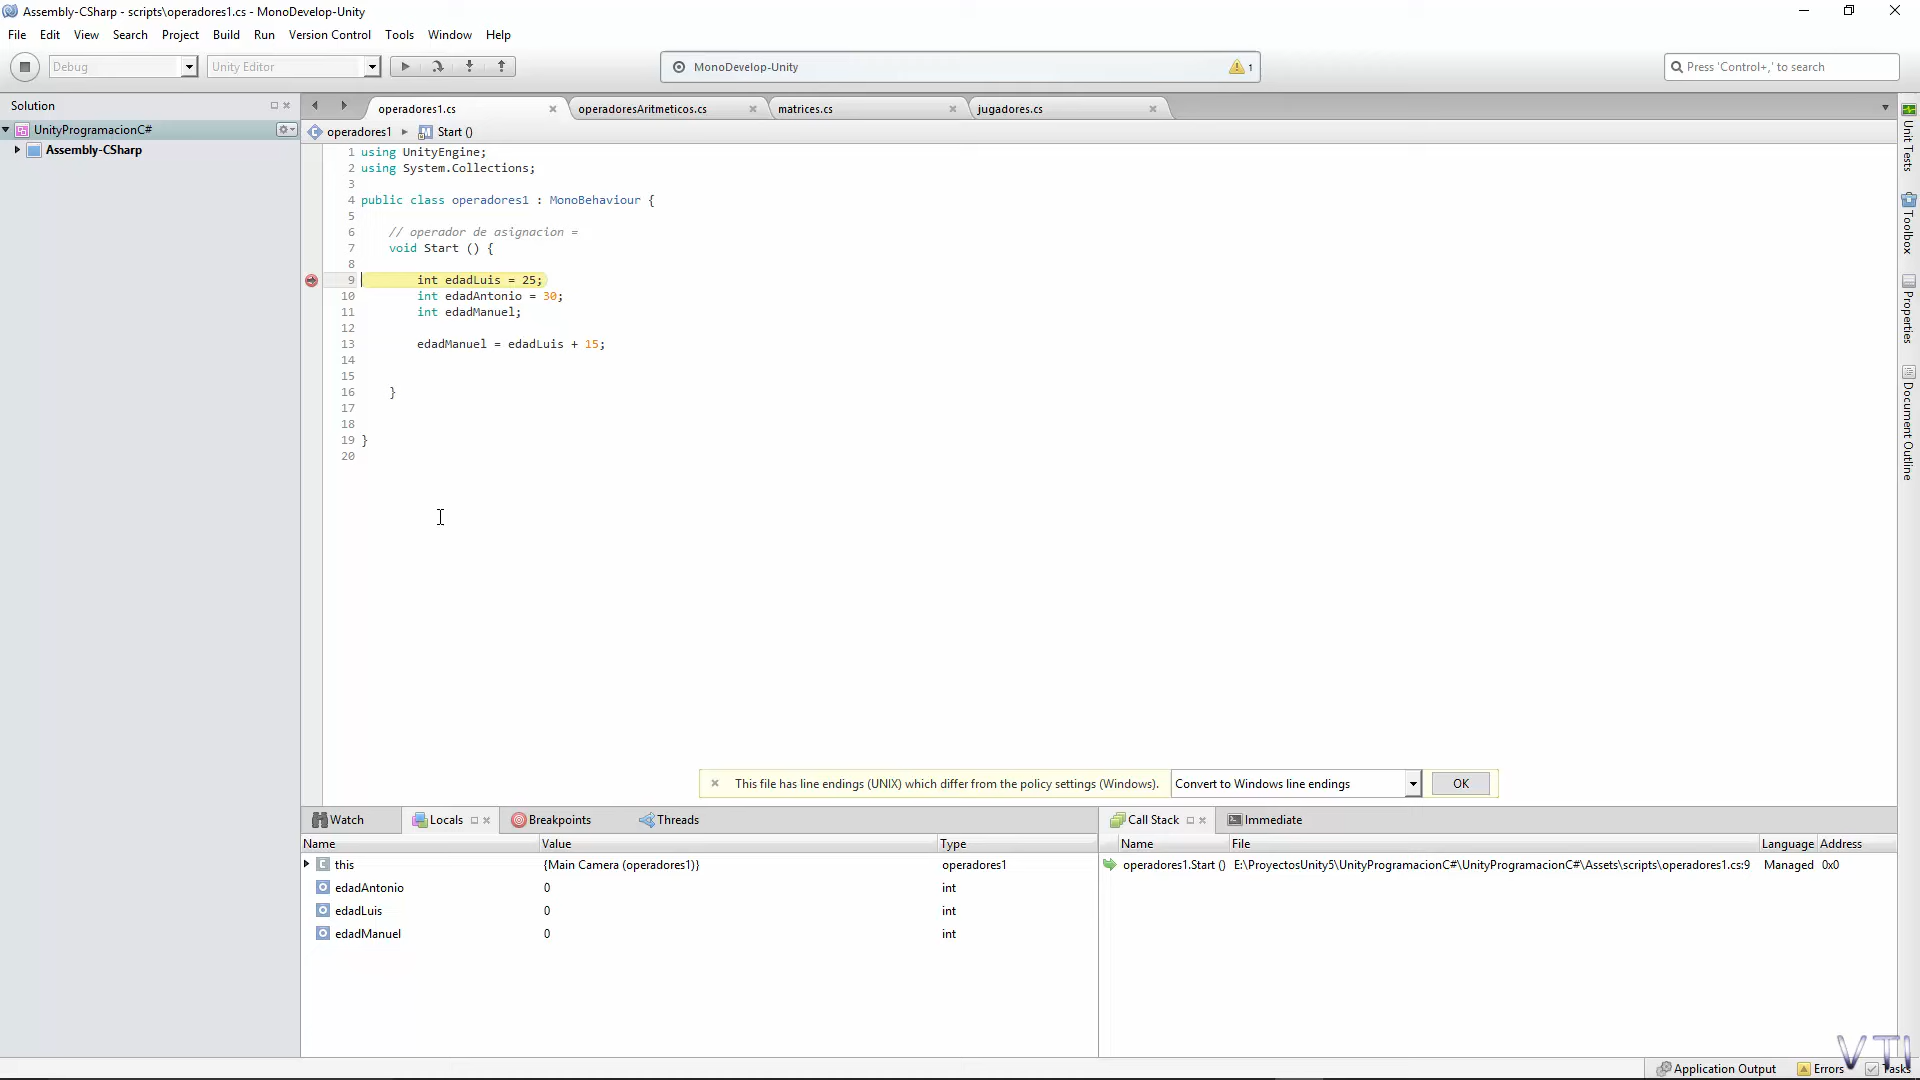 Assembly-CSharp - scripts\operadores1.cs - MonoDevelop-Unity
File Edit View Search Project Build Run Version Control Tools Window Help
Debug Unity Editor MonoDevelop-Unity 1 Press 'Control+,' to search
Solution
UnityProgramacionC#
Assembly-CSharp
operadores1.cs operadoresAritmeticos.cs matrices.cs jugadores.cs
operadores1 Start ()
1 using UnityEngine;
2 using System.Collections;
3
4 public class operadores1 : MonoBehaviour {
5
6 // operador de asignacion =
7 void Start () {
8
9 int edadLuis = 25;
10 int edadAntonio = 30;
11 int edadManuel;
12
13 edadManuel = edadLuis + 15;
14
15
16 }
17
18
19 }
20
This file has line endings (UNIX) which differ from the policy settings (Windows). Convert to Windows line endings OK
Watch Locals Breakpoints Threads
Name Value Type
this {Main Camera (operadores1)} operadores1
edadAntonio 0 int
edadLuis 0 int
edadManuel 0 int
Call Stack Immediate
Name File Language Address
operadores1.Start () E:\ProyectosUnity5\UnityProgramacionC#\UnityProgramacionC#\Assets\scripts\operadores1.cs:9 Managed 0x0
Unit Tests
Toolbox
Properties
Document Outline
VTI
Application Output Errors Tasks